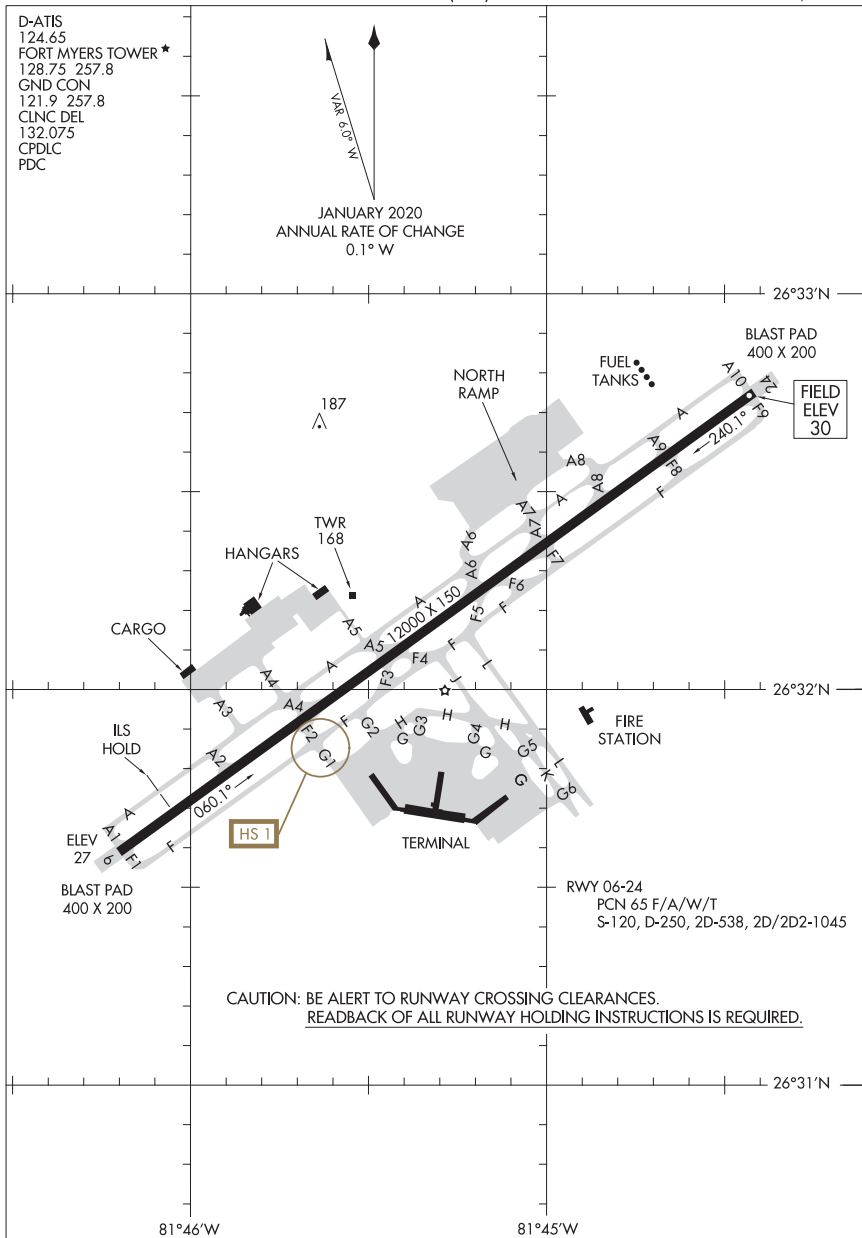 D-ATIS
124.65
FORT MYERS TOWER ★
128.75 257.8
GND CON
121.9 257.8
CLNC DEL
132.075
CPDLC
PDC
VAR 6.0° W
JANUARY 2020
ANNUAL RATE OF CHANGE
0.1° W
26°33'N
BLAST PAD
400 X 200
FUEL
TANKS
NORTH
RAMP
A10
24
FIELD
ELEV
30
F9
187
A
240.1°
A9
F8
A8
A8
F
A7
A
A7
F7
TWR
168
HANGARS
A6
A6
F6
F
F5
A
12000 X 150
A5
A5
CARGO
F4
F
L
F3
J
A
A4
A4
A3
26°32'N
F2
F
G2
H
G
G3
H
G4
G
H
G5
FIRE
STATION
ILS
HOLD
A2
G1
L
K
G
G6
060.1°
HS 1
TERMINAL
A
A1
ELEV
27
6
F1
F
BLAST PAD
400 X 200
RWY 06-24
PCN 65 F/A/W/T
S-120, D-250, 2D-538, 2D/2D2-1045
CAUTION: BE ALERT TO RUNWAY CROSSING CLEARANCES.
READBACK OF ALL RUNWAY HOLDING INSTRUCTIONS IS REQUIRED.
26°31'N
81°46'W
81°45'W